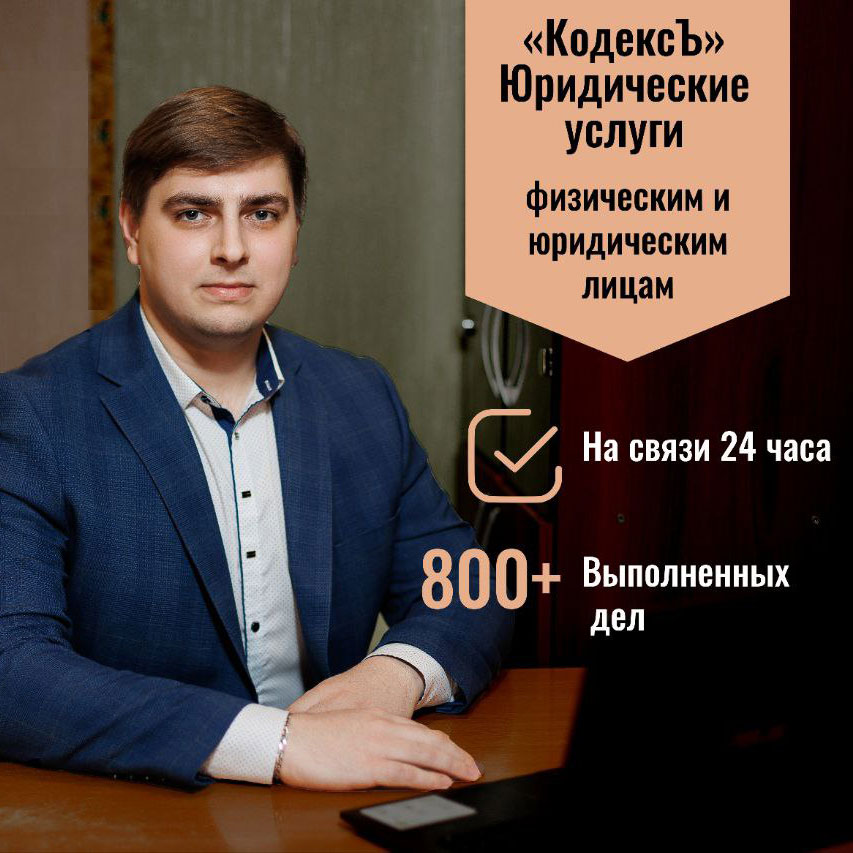 «КодексЪ»
Юридические
услуги
физическим и
юридическим
лицам
На связи 24 часа
800+ Выполненных
дел